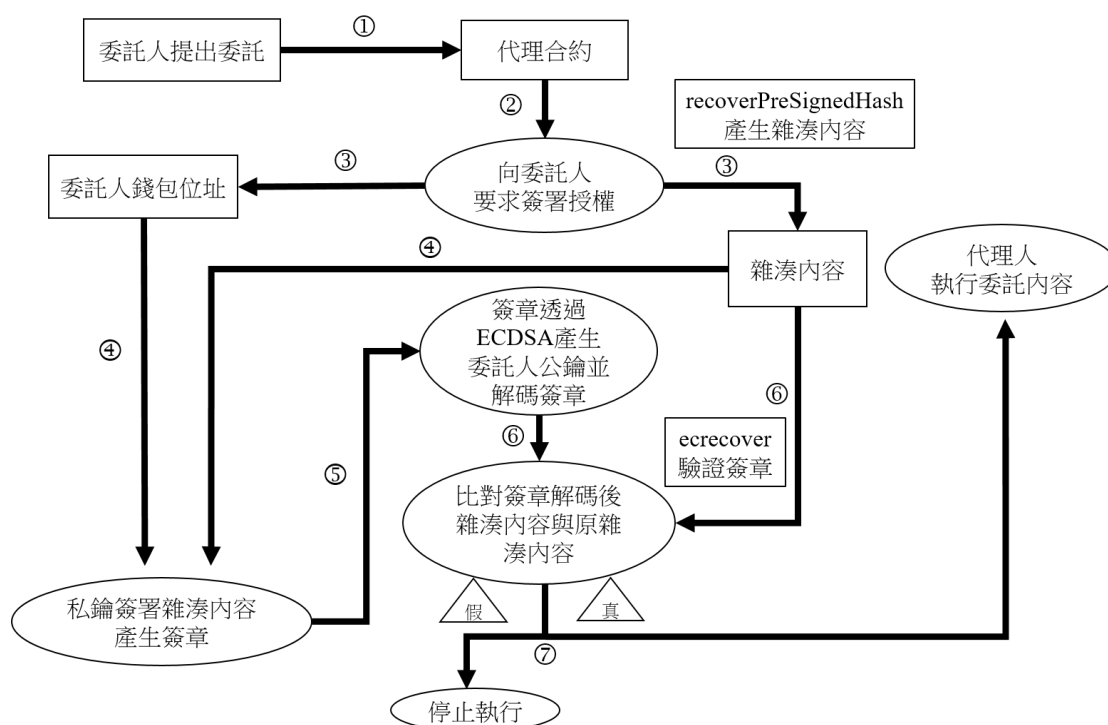 ①
委託人提出委託
代理合約
②
recoverPreSignedHash
產生雜湊內容
向委託人
要求簽署授權
③
③
委託人錢包位址
④
雜湊內容
代理人
執行委託內容
④
簽章透過
ECDSA產生
委託人公鑰並
解碼簽章
⑤
⑥
⑥
ecrecover
驗證簽章
比對簽章解碼後
雜湊內容與原雜
湊內容
私鑰簽署雜湊內容
產生簽章
假
真
⑦
停止執行